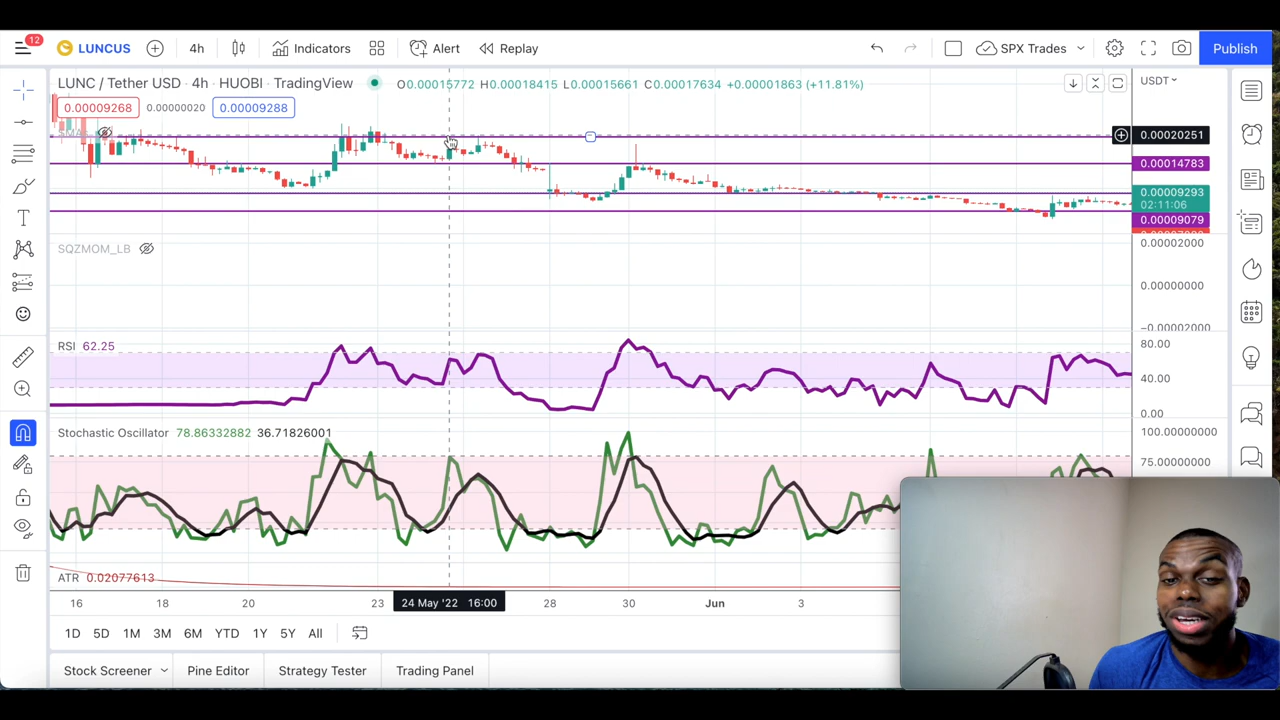 12
LUNCUS
4h
Indicators
Alert
Replay
SPX Trades
Publish
LUNC / Tether USD · 4h · HUOBI · TradingView
O0.00015772 H0.00018415 L0.00015661 C0.00017634 +0.00001863 (+11.81%)
USDT
0.00009268
0.00000020
0.00009288
0.00020251
0.00014783
0.00009293
02:11:06
0.00009079
SQZMOM_LB
0.00002000
0.00000000
-0.00002000
RSI 62.25
80.00
40.00
0.00
Stochastic Oscillator 78.86332882 36.71826001
100.00000000
75.00000000
ATR 0.02077613
16
18
20
23
24 May '22 16:00
28
30
Jun
3
1D
5D
1M
3M
6M
YTD
1Y
5Y
All
Stock Screener
Pine Editor
Strategy Tester
Trading Panel